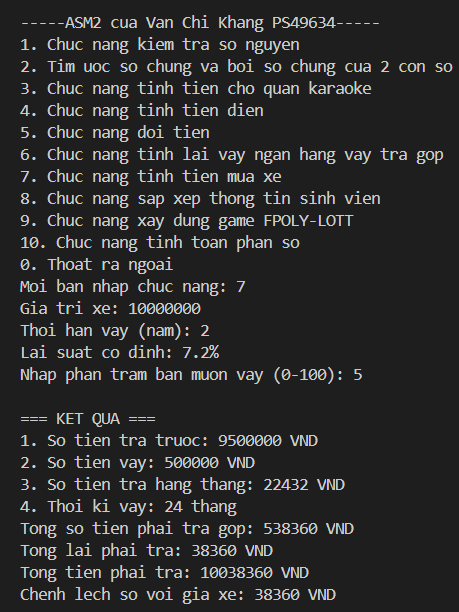 -----ASM2 cua Van Chi Khang PS49634-----
1. Chuc nang kiem tra so nguyen
2. Tim uoc so chung va boi so chung cua 2 con so
3. Chuc nang tinh tien cho quan karaoke
4. Chuc nang tinh tien dien
5. Chuc nang doi tien
6. Chuc nang tinh lai vay ngan hang vay tra gop
7. Chuc nang tinh tien mua xe
8. Chuc nang sap xep thong tin sinh vien
9. Chuc nang xay dung game FPOLY-LOTT
10. Chuc nang tinh toan phan so
0. Thoat ra ngoai
Moi ban nhap chuc nang: 7
Gia tri xe: 10000000
Thoi han vay (nam): 2
Lai suat co dinh: 7.2%
Nhap phan tram ban muon vay (0-100): 5
=== KET QUA ===
1. So tien tra truoc: 9500000 VND
2. So tien vay: 500000 VND
3. So tien tra hang thang: 22432 VND
4. Thoi ki vay: 24 thang
Tong so tien phai tra gop: 538360 VND
Tong lai phai tra: 38360 VND
Tong tien phai tra: 10038360 VND
Chenh lech so voi gia xe: 38360 VND